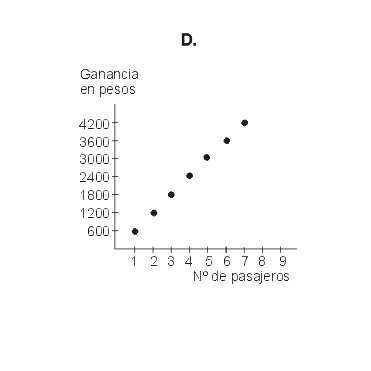 D.
Ganancia
en pesos
4200
3600
3000
2400
1800
1200
600
1 2 3 4 5 6 7 8 9
Nº de pasajeros